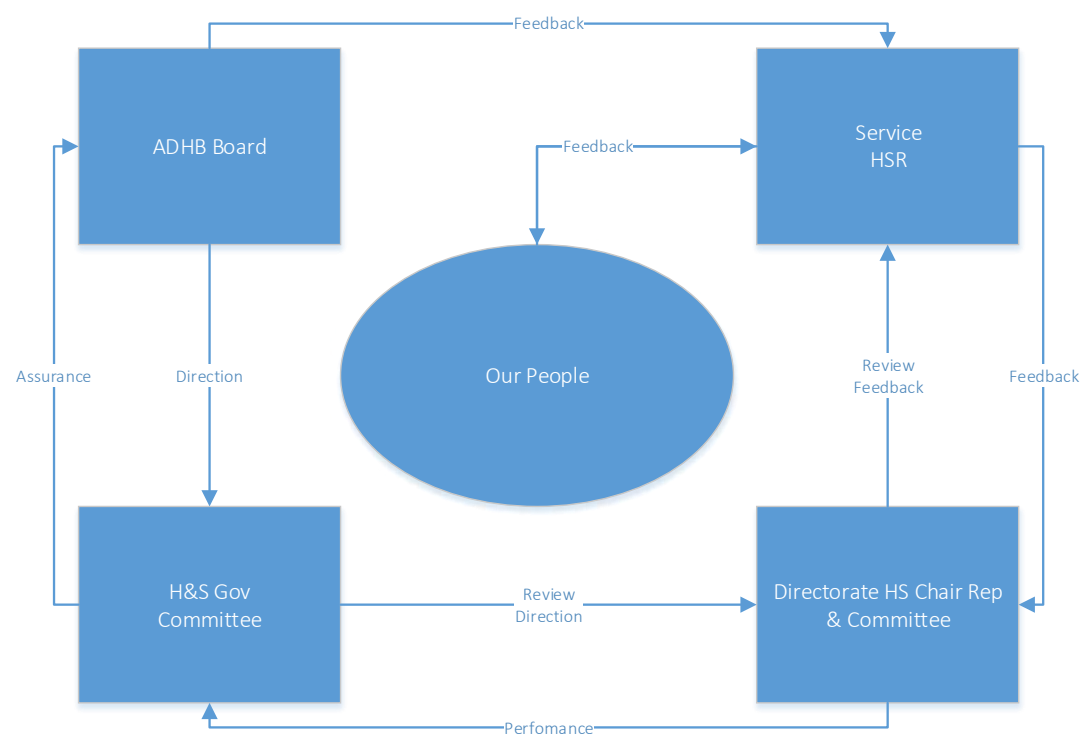 Feedback
ADHB Board
Service
HSR
Feedback
Assurance
Direction
Our People
Review
Feedback
Feedback
H&S Gov
Committee
Review
Direction
Directorate HS Chair Rep
& Committee
Perfomance